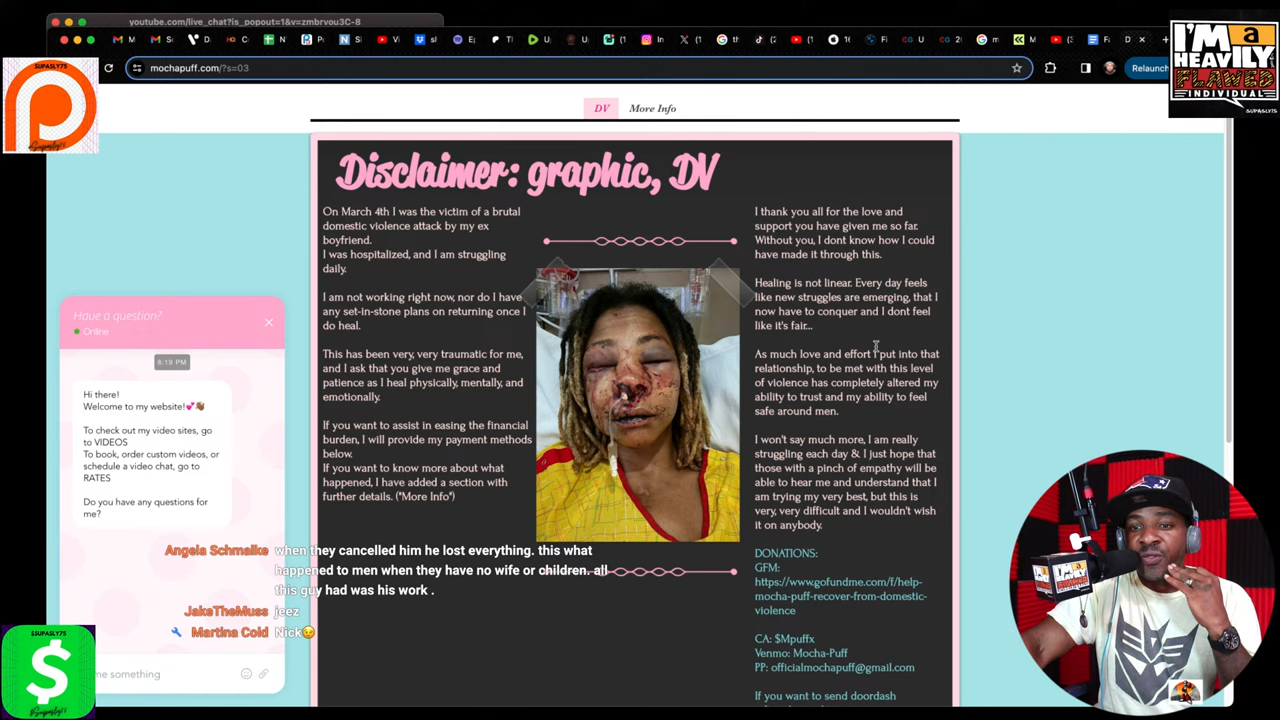 youtube.com/live_chat?is_popout=1&v=zmbrvou3C-8
mochapuff.com/?s=03
Relaunch
SUPASLY75
I'M a
HEAVILY
FLAWED
INDIVIDUAL
SUPASLY75
DV
More Info
Disclaimer: graphic, DV
On March 4th I was the victim of a brutal
domestic violence attack by my ex
boyfriend.
I was hospitalized, and I am struggling
daily.
I am not working right now, nor do I have
any set-in-stone plans on returning once I
do heal.
This has been very, very traumatic for me,
and I ask that you give me grace and
patience as I heal physically, mentally, and
emotionally.
If you want to assist in easing the financial
burden, I will provide my payment methods
below.
If you want to know more about what
happened, I have added a section with
further details. ("More Info")
I thank you all for the love and
support you have given me so far.
Without you, I dont know how I could
have made it through this.
Healing is not linear. Every day feels
like new struggles are emerging, that I
now have to conquer and I dont feel
like it's fair...
As much love and effort I put into that
relationship, to be met with this level
of violence has completely altered my
ability to trust and my ability to feel
safe around men.
I won't say much more, I am really
struggling each day & I just hope that
those with a pinch of empathy will be
able to hear me and understand that I
am trying my very best, but this is
very, very difficult and I wouldn't wish
it on anybody.
DONATIONS:
GFM:
https://www.gofundme.com/f/help-
mocha-puff-recover-from-domestic-
violence
CA: $Mpuffx
Venmo: Mocha-Puff
PP: officialmochapuff@gmail.com
If you want to send doordash
Have a question?
Online
8:19 PM
Hi there!
Welcome to my website!💕👋🏾
To check out my video sites, go
to VIDEOS
To book, order custom videos, or
schedule a video chat, go to
RATES
Do you have any questions for
me?
me something
Angela Schmalke when they cancelled him he lost everything. this what
happened to men when they have no wife or children. all
this guy had was his work .
JakeTheMuss jeez
Martina Cold Nick😉
$SUPASLY75
$Supasly75